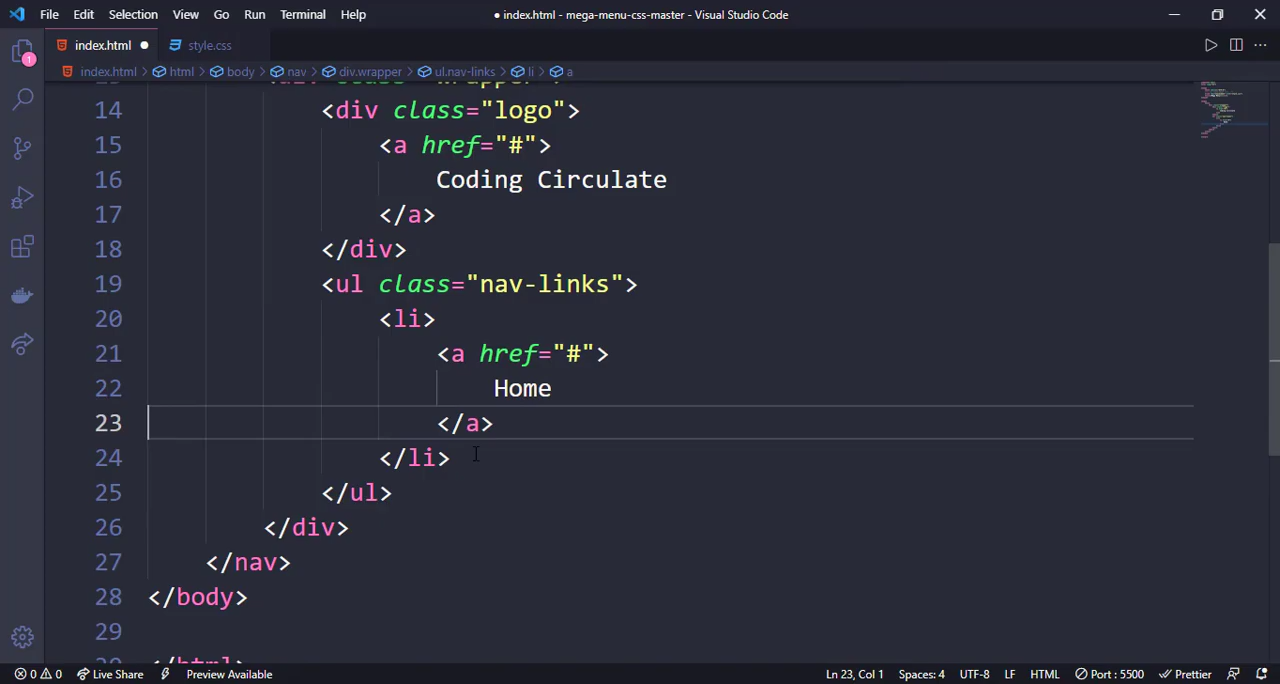 File Edit Selection View Go Run Terminal Help ● index.html - mega-menu-css-master - Visual Studio Code
index.html ● style.css
index.html > html > body > nav > div.wrapper > ul.nav-links > li > a
14 <div class="logo">
15 <a href="#">
16 Coding Circulate
17 </a>
18 </div>
19 <ul class="nav-links">
20 <li>
21 <a href="#">
22 Home
23 </a>
24 </li>
25 </ul>
26 </div>
27 </nav>
28 </body>
29
1
0 0 Live Share Preview Available Ln 23, Col 1 Spaces: 4 UTF-8 LF HTML Port : 5500 Prettier